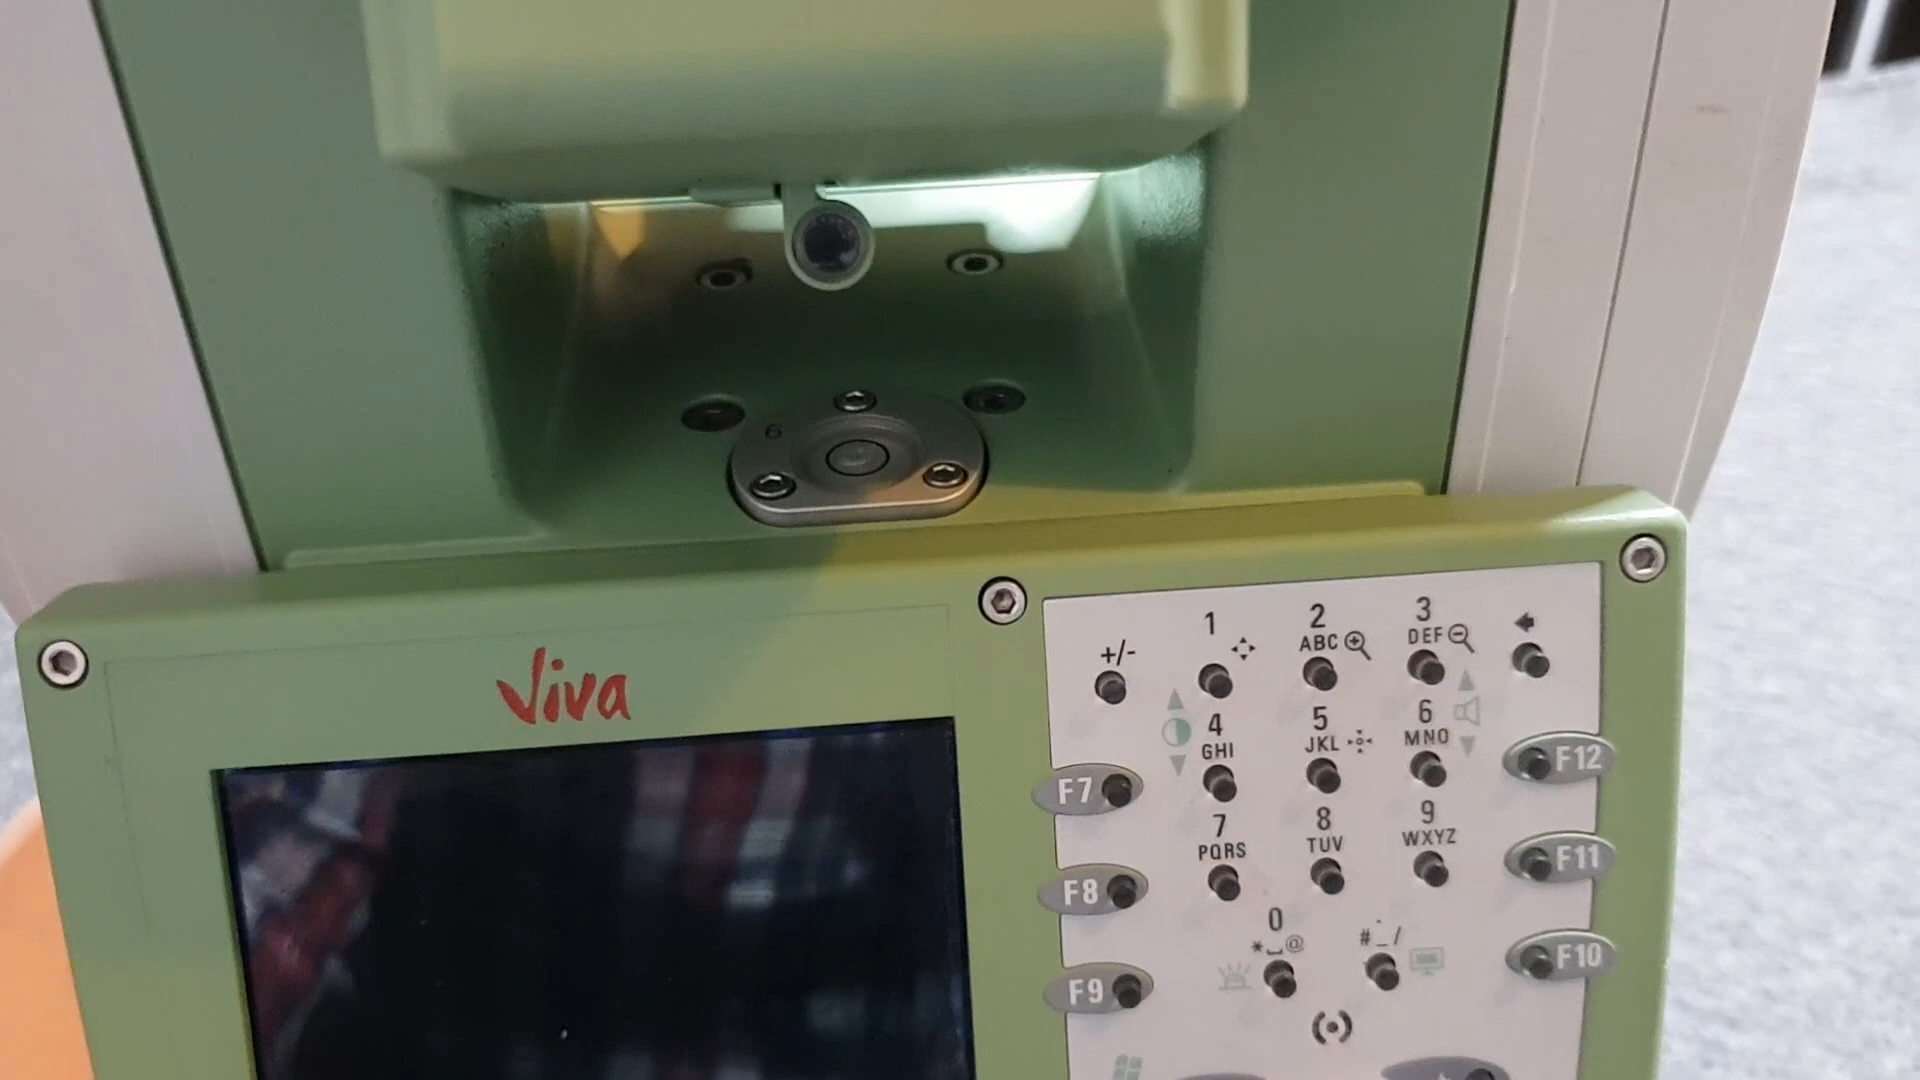 6
Viva
+/-
1
2
ABC
3
DEF
4
GHI
5
JKL
6
MNO
F7
F12
7
PQRS
8
TUV
9
WXYZ
F8
F11
0
*⎵@
#._/
F9
F10